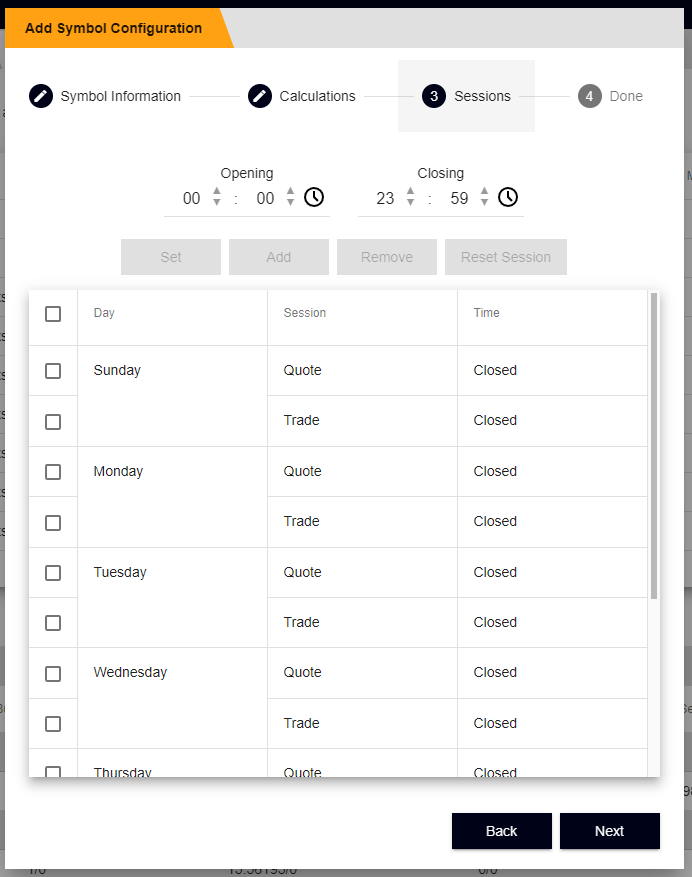 Add Symbol Configuration
Symbol Information
Calculations
3 Sessions
4 Done
Opening
Closing
00 : 00
23 : 59
Set
Add
Remove
Reset Session
Day Session Time
Sunday Quote Closed
Trade Closed
Monday Quote Closed
Trade Closed
Tuesday Quote Closed
Trade Closed
Wednesday Quote Closed
Trade Closed
Thursday Quote Closed
Back
Next